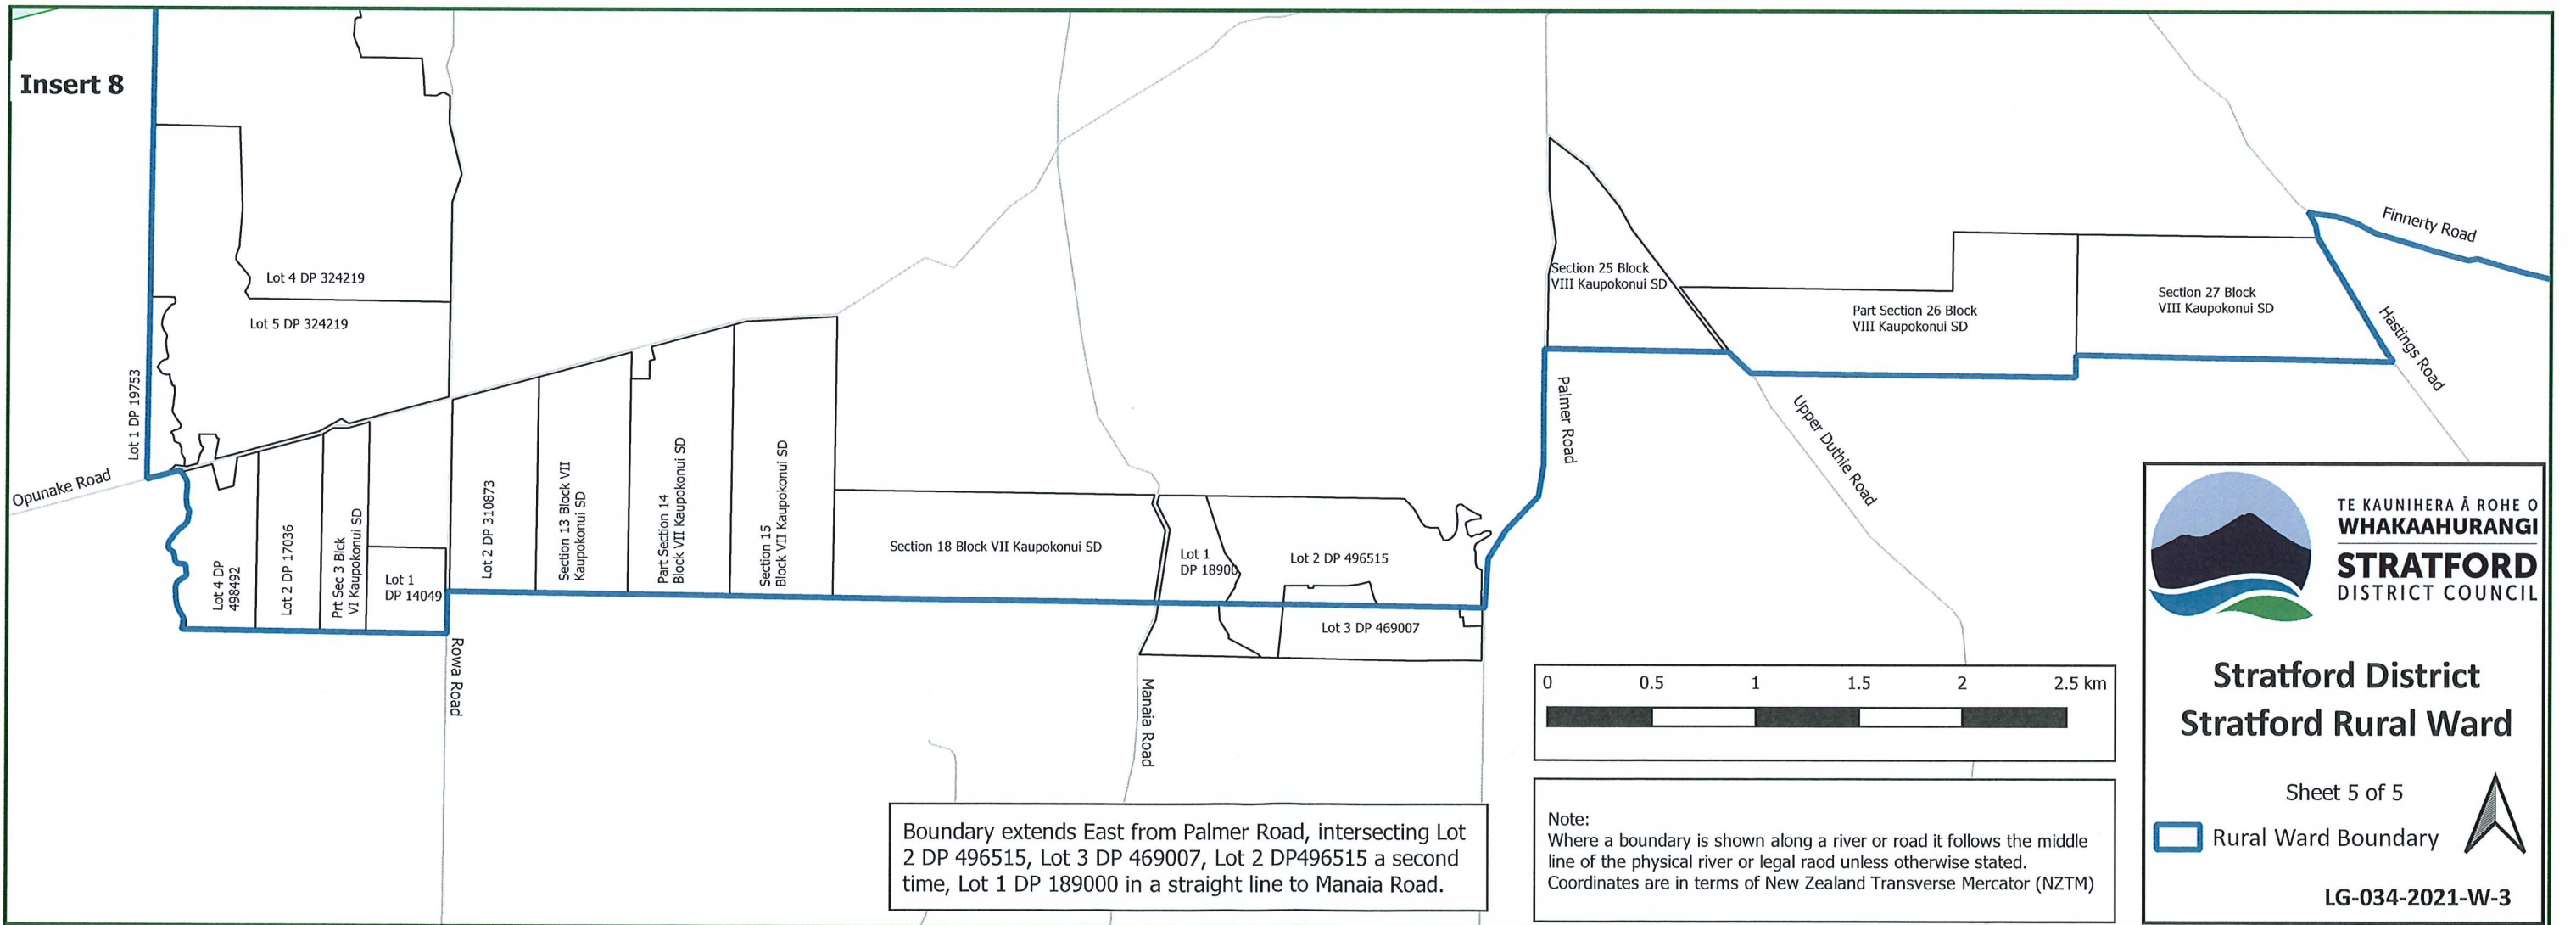 Insert 8
Finnerty Road
Section 25 Block
VIII Kaupokonui SD
Lot 4 DP 324219
Part Section 26 Block
VIII Kaupokonui SD
Section 27 Block
VIII Kaupokonui SD
Hastings Road
Lot 5 DP 324219
Lot 1 DP 19753
Palmer Road
Upper Duthie Road
Opunake Road
Lot 4 DP
498492
Lot 2 DP 17036
Prt Sec 3 Blck
VI Kaupokonui SD
Lot 1
DP 14049
Lot 2 DP 310873
Section 13 Block VII
Kaupokonui SD
Part Section 14
Block VII Kaupokonui SD
Section 15
Block VII Kaupokonui SD
Section 18 Block VII Kaupokonui SD
Lot 1
DP 18900
Lot 2 DP 496515
Lot 3 DP 469007
Rowa Road
Manaia Road
Boundary extends East from Palmer Road, intersecting Lot
2 DP 496515, Lot 3 DP 469007, Lot 2 DP496515 a second
time, Lot 1 DP 189000 in a straight line to Manaia Road.
0 0.5 1 1.5 2 2.5 km
Note:
Where a boundary is shown along a river or road it follows the middle
line of the physical river or legal raod unless otherwise stated.
Coordinates are in terms of New Zealand Transverse Mercator (NZTM)
TE KAUNIHERA Ā ROHE O
WHAKAAHURANGI
STRATFORD
DISTRICT COUNCIL
Stratford District
Stratford Rural Ward
Sheet 5 of 5
Rural Ward Boundary
LG-034-2021-W-3